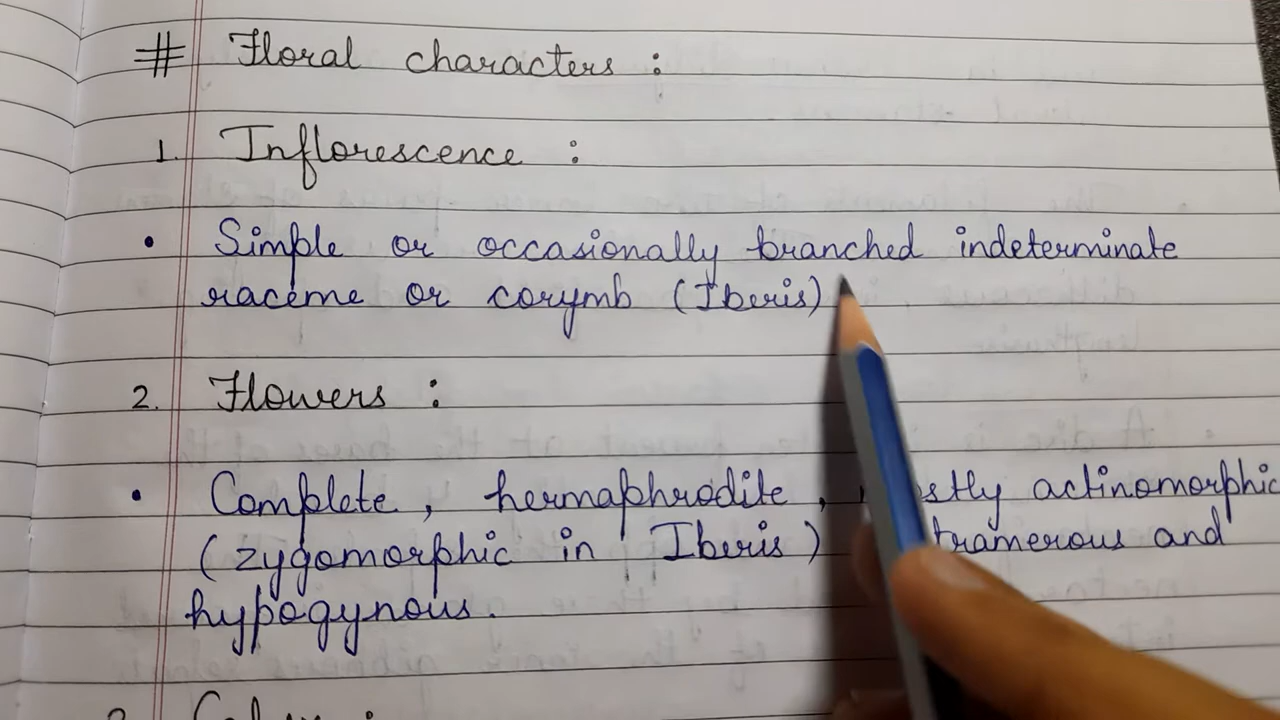 # Floral characters :
1. Inflorescence :
• Simple or occasionally branched indeterminate
raceme or corymb (Iberis)
2. Flowers :
• Complete, hermaphrodite, actinomorphic
(zygomorphic in Iberis) and
hypogynous.